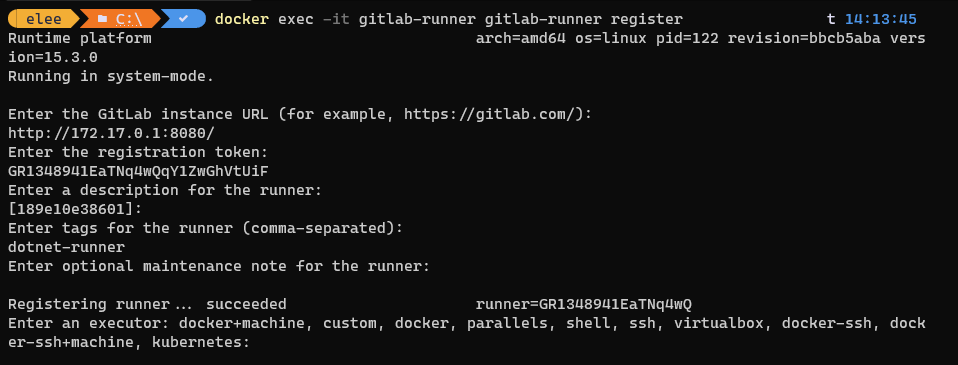 elee C:\ ✓ docker exec -it gitlab-runner gitlab-runner register t 14:13:45
Runtime platform arch=amd64 os=linux pid=122 revision=bbcb5aba vers
ion=15.3.0
Running in system-mode.
Enter the GitLab instance URL (for example, https://gitlab.com/):
http://172.17.0.1:8080/
Enter the registration token:
GR1348941EaTNq4wQqY1ZwGhVtUiF
Enter a description for the runner:
[189e10e38601]:
Enter tags for the runner (comma-separated):
dotnet-runner
Enter optional maintenance note for the runner:
Registering runner... succeeded runner=GR1348941EaTNq4wQ
Enter an executor: docker+machine, custom, docker, parallels, shell, ssh, virtualbox, docker-ssh, dock
er-ssh+machine, kubernetes: